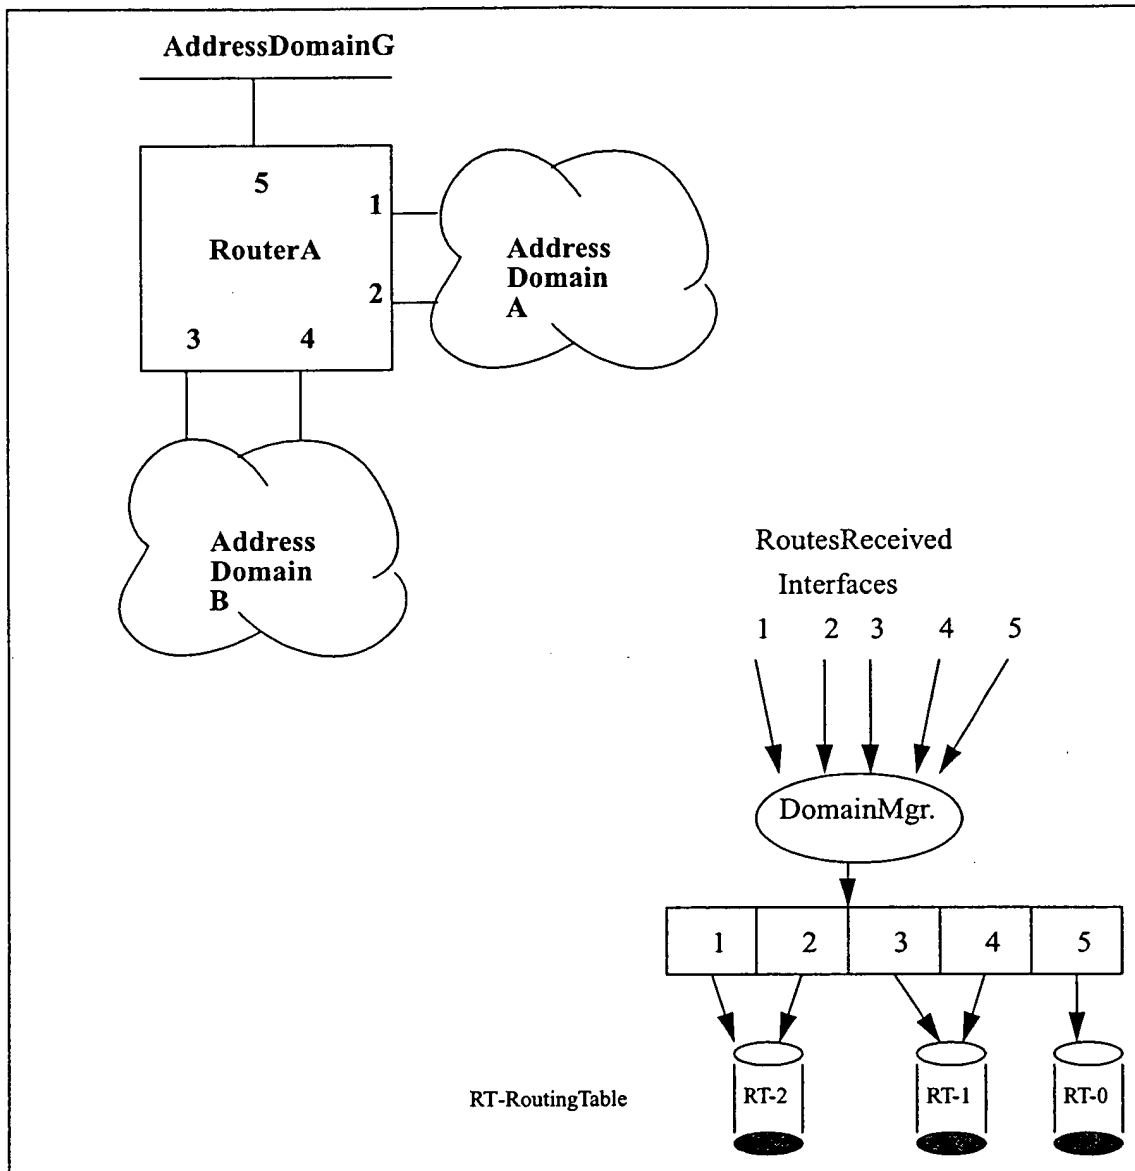 AddressDomainG
5
1
RouterA
2
3 4
Address
Domain
A
Address
Domain
B
RoutesReceived
Interfaces
1 2 3 4 5
DomainMgr.
1 2 3 4 5
RT-RoutingTable
RT-2 RT-1 RT-0